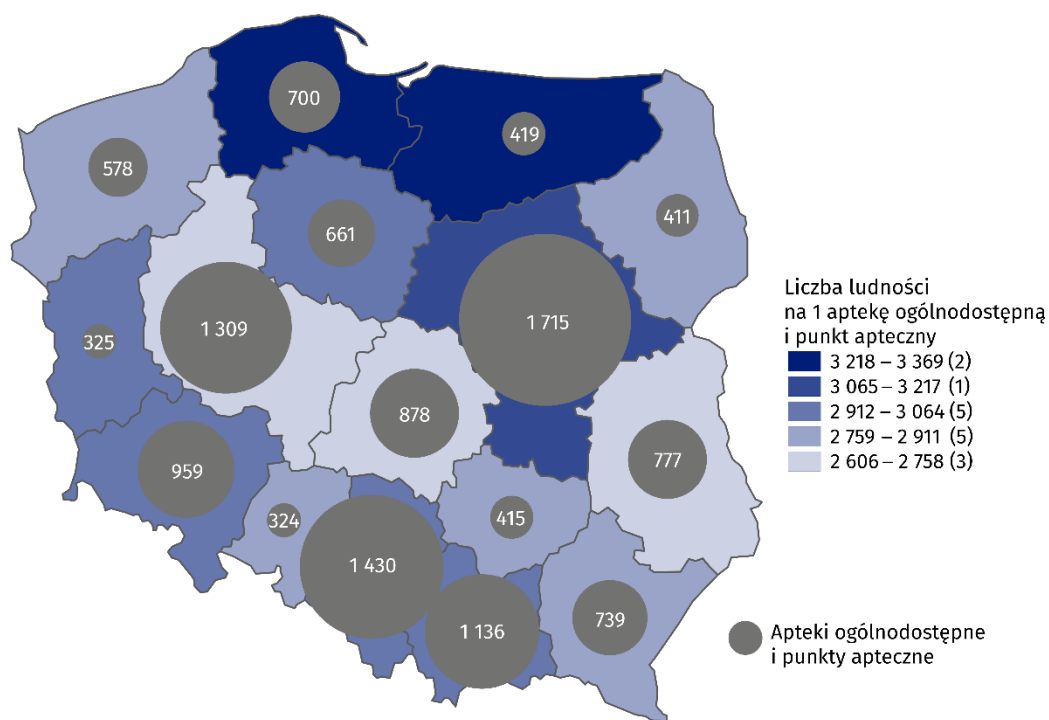 700
419
578
411
661
1 309
1 715
325
878
777
959
324
415
1 430
1 136
739
Liczba ludności
na 1 aptekę ogólnodostępną
i punkt apteczny
3 218 – 3 369 (2)
3 065 – 3 217 (1)
2 912 – 3 064 (5)
2 759 – 2 911 (5)
2 606 – 2 758 (3)
Apteki ogólnodostępne
i punkty apteczne